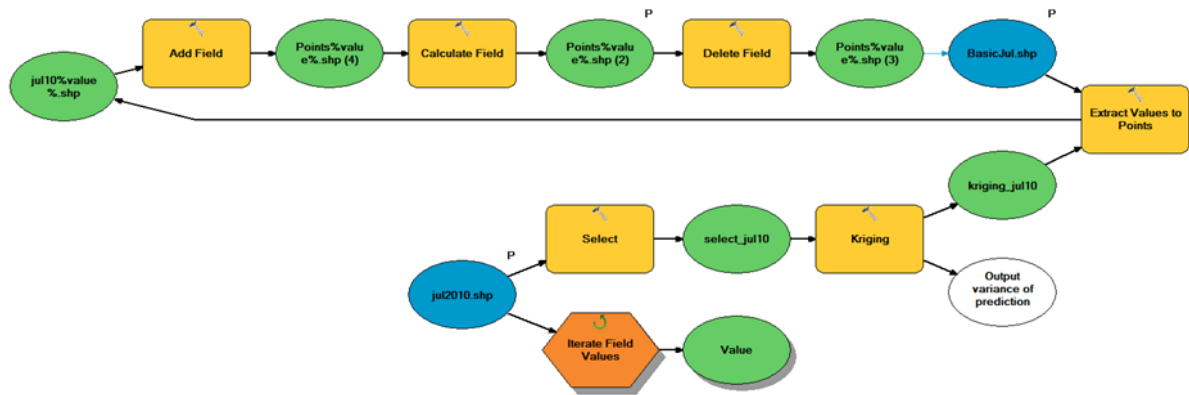 P
P
Add Field
Points%valu
e%.shp (4)
Calculate Field
Points%valu
e%.shp (2)
Delete Field
Points%valu
e%.shp (3)
BasicJul.shp
jul10%value
%.shp
Extract Values to
Points
kriging_jul10
P
Select
select_jul10
Kriging
jul2010.shp
Output
variance of
prediction
Iterate Field
Values
Value